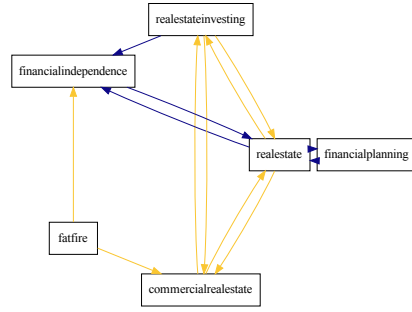 realestateinvesting
financialindependence
realestate
financialplanning
fatfire
commercialrealestate